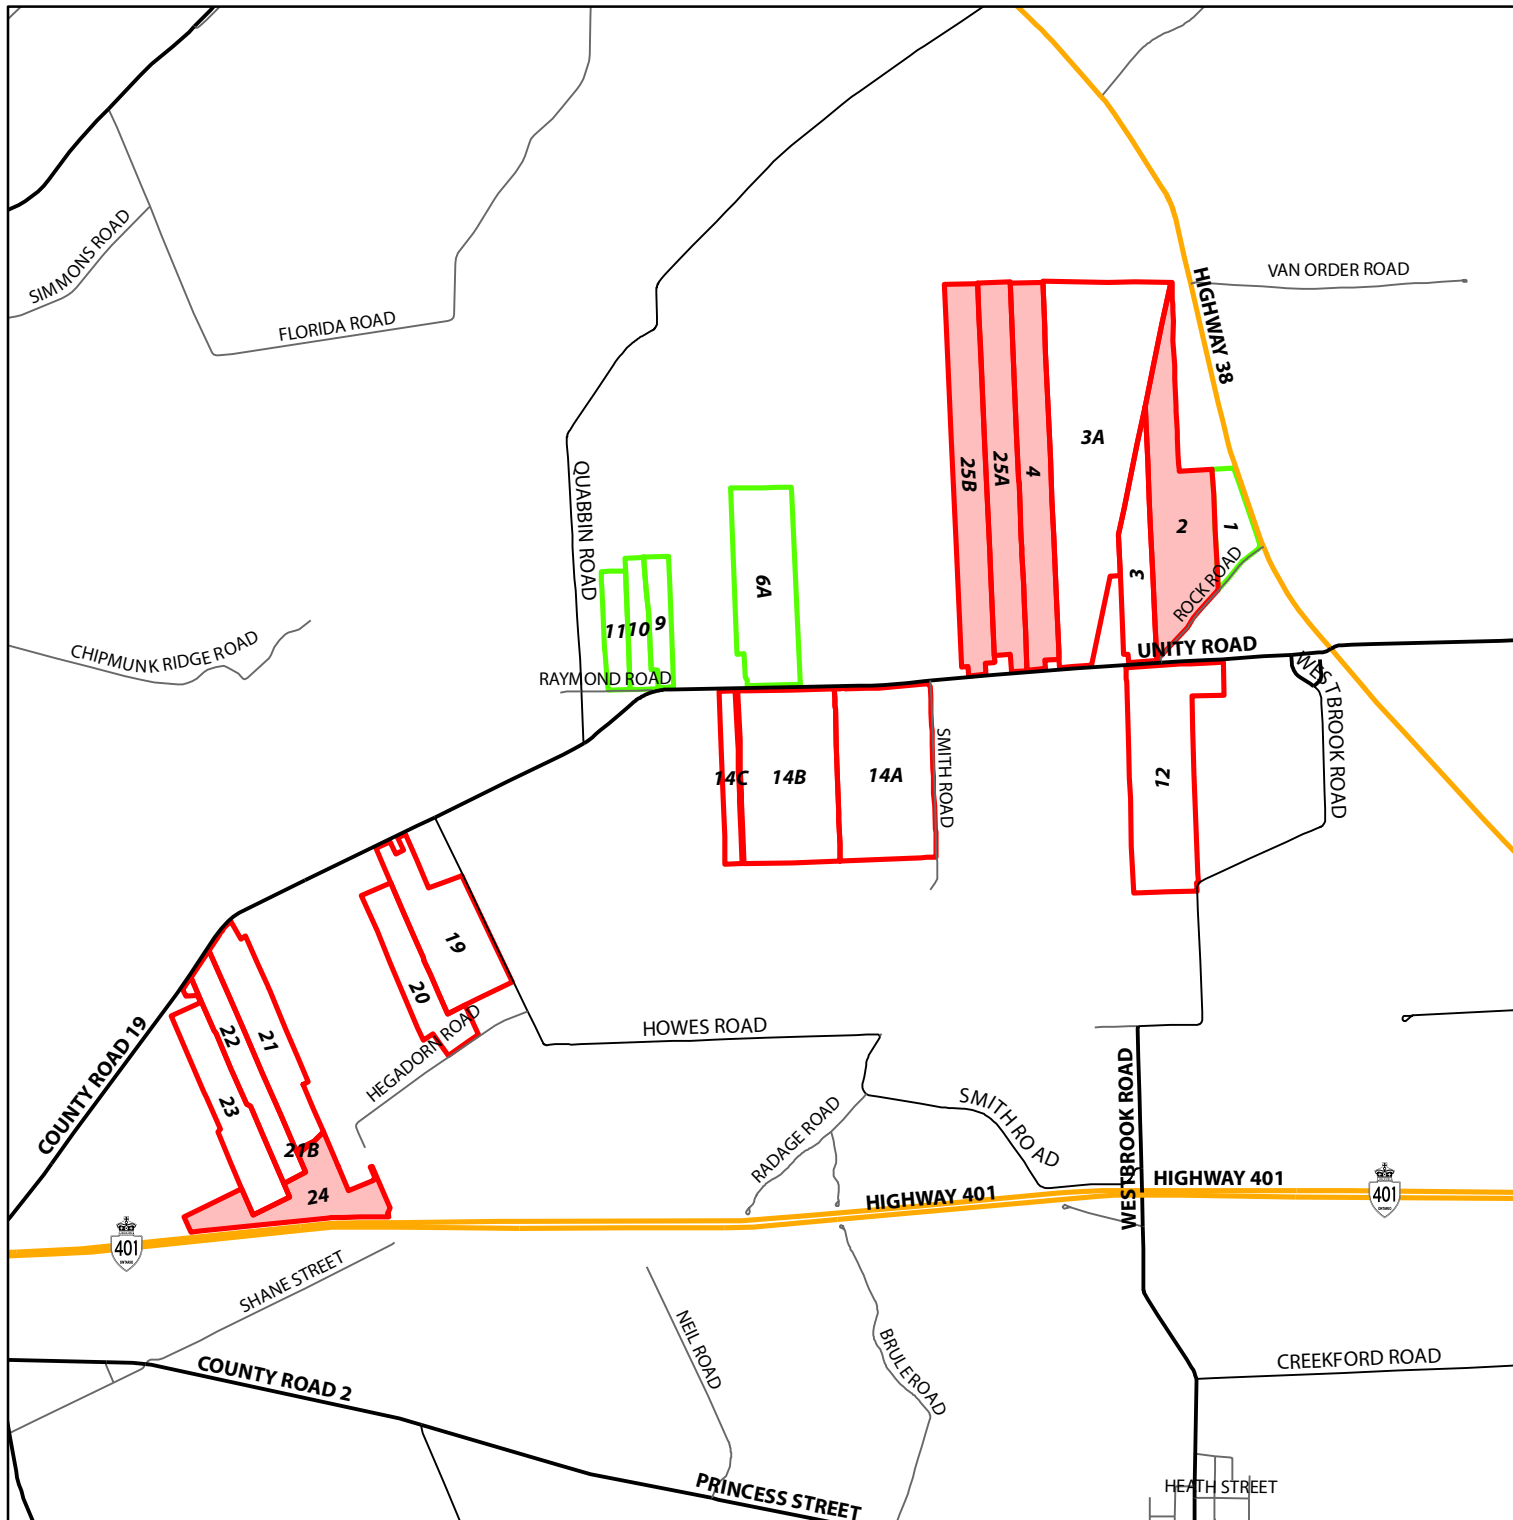 SIMMONS ROAD
FLORIDA ROAD
VAN ORDER ROAD
HIGHWAY 38
3A
25B
25A
4
2
1
3
QUABBIN ROAD
6A
11
10
9
ROCK ROAD
CHIPMUNK RIDGE ROAD
RAYMOND ROAD
UNITY ROAD
WESTBROOK ROAD
14C
14B
14A
SMITH ROAD
12
19
20
HEGADORN ROAD
HOWES ROAD
COUNTY ROAD 19
22
21
23
21B
24
RADAGE ROAD
SMITH ROAD
WESTBROOK ROAD
HIGHWAY 401
HIGHWAY 401
401
ONTARIO
401
ONTARIO
SHANE STREET
NEIL ROAD
BRULE ROAD
COUNTY ROAD 2
CREEKFORD ROAD
PRINCESS STREET
HEATH STREET